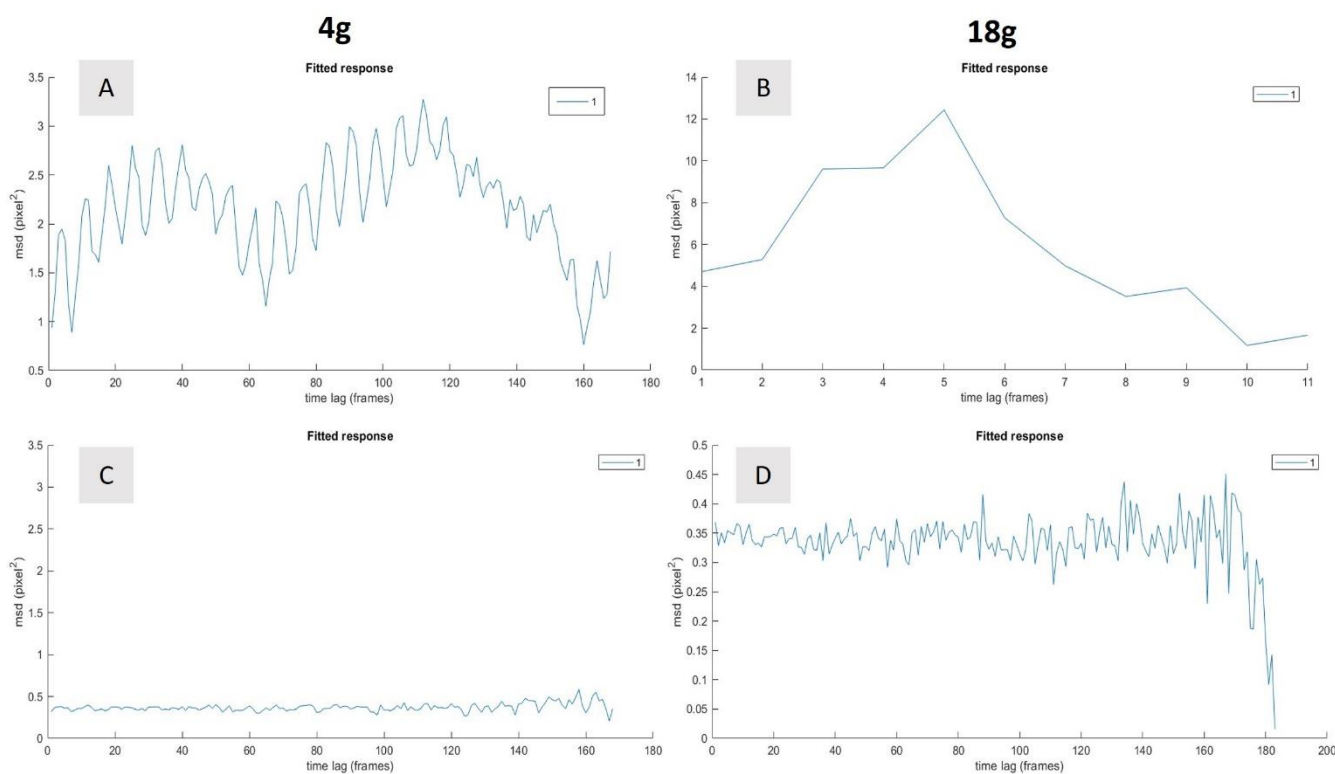 4g
18g
Fitted response
A
1
3.5
3
2.5
2
1.5
1
0.5
msd (pixel²)
0 20 40 60 80 100 120 140 160 180
time lag (frames)
Fitted response
B
1
14
12
10
8
6
4
2
0
msd (pixel²)
1 2 3 4 5 6 7 8 9 10 11
time lag (frames)
Fitted response
C
1
3.5
3
2.5
2
1.5
1
0.5
0
msd (pixel²)
0 20 40 60 80 100 120 140 160 180
time lag (frames)
Fitted response
D
1
0.5
0.45
0.4
0.35
0.3
0.25
0.2
0.15
0.1
0.05
0
msd (pixel²)
0 20 40 60 80 100 120 140 160 180 200
time lag (frames)